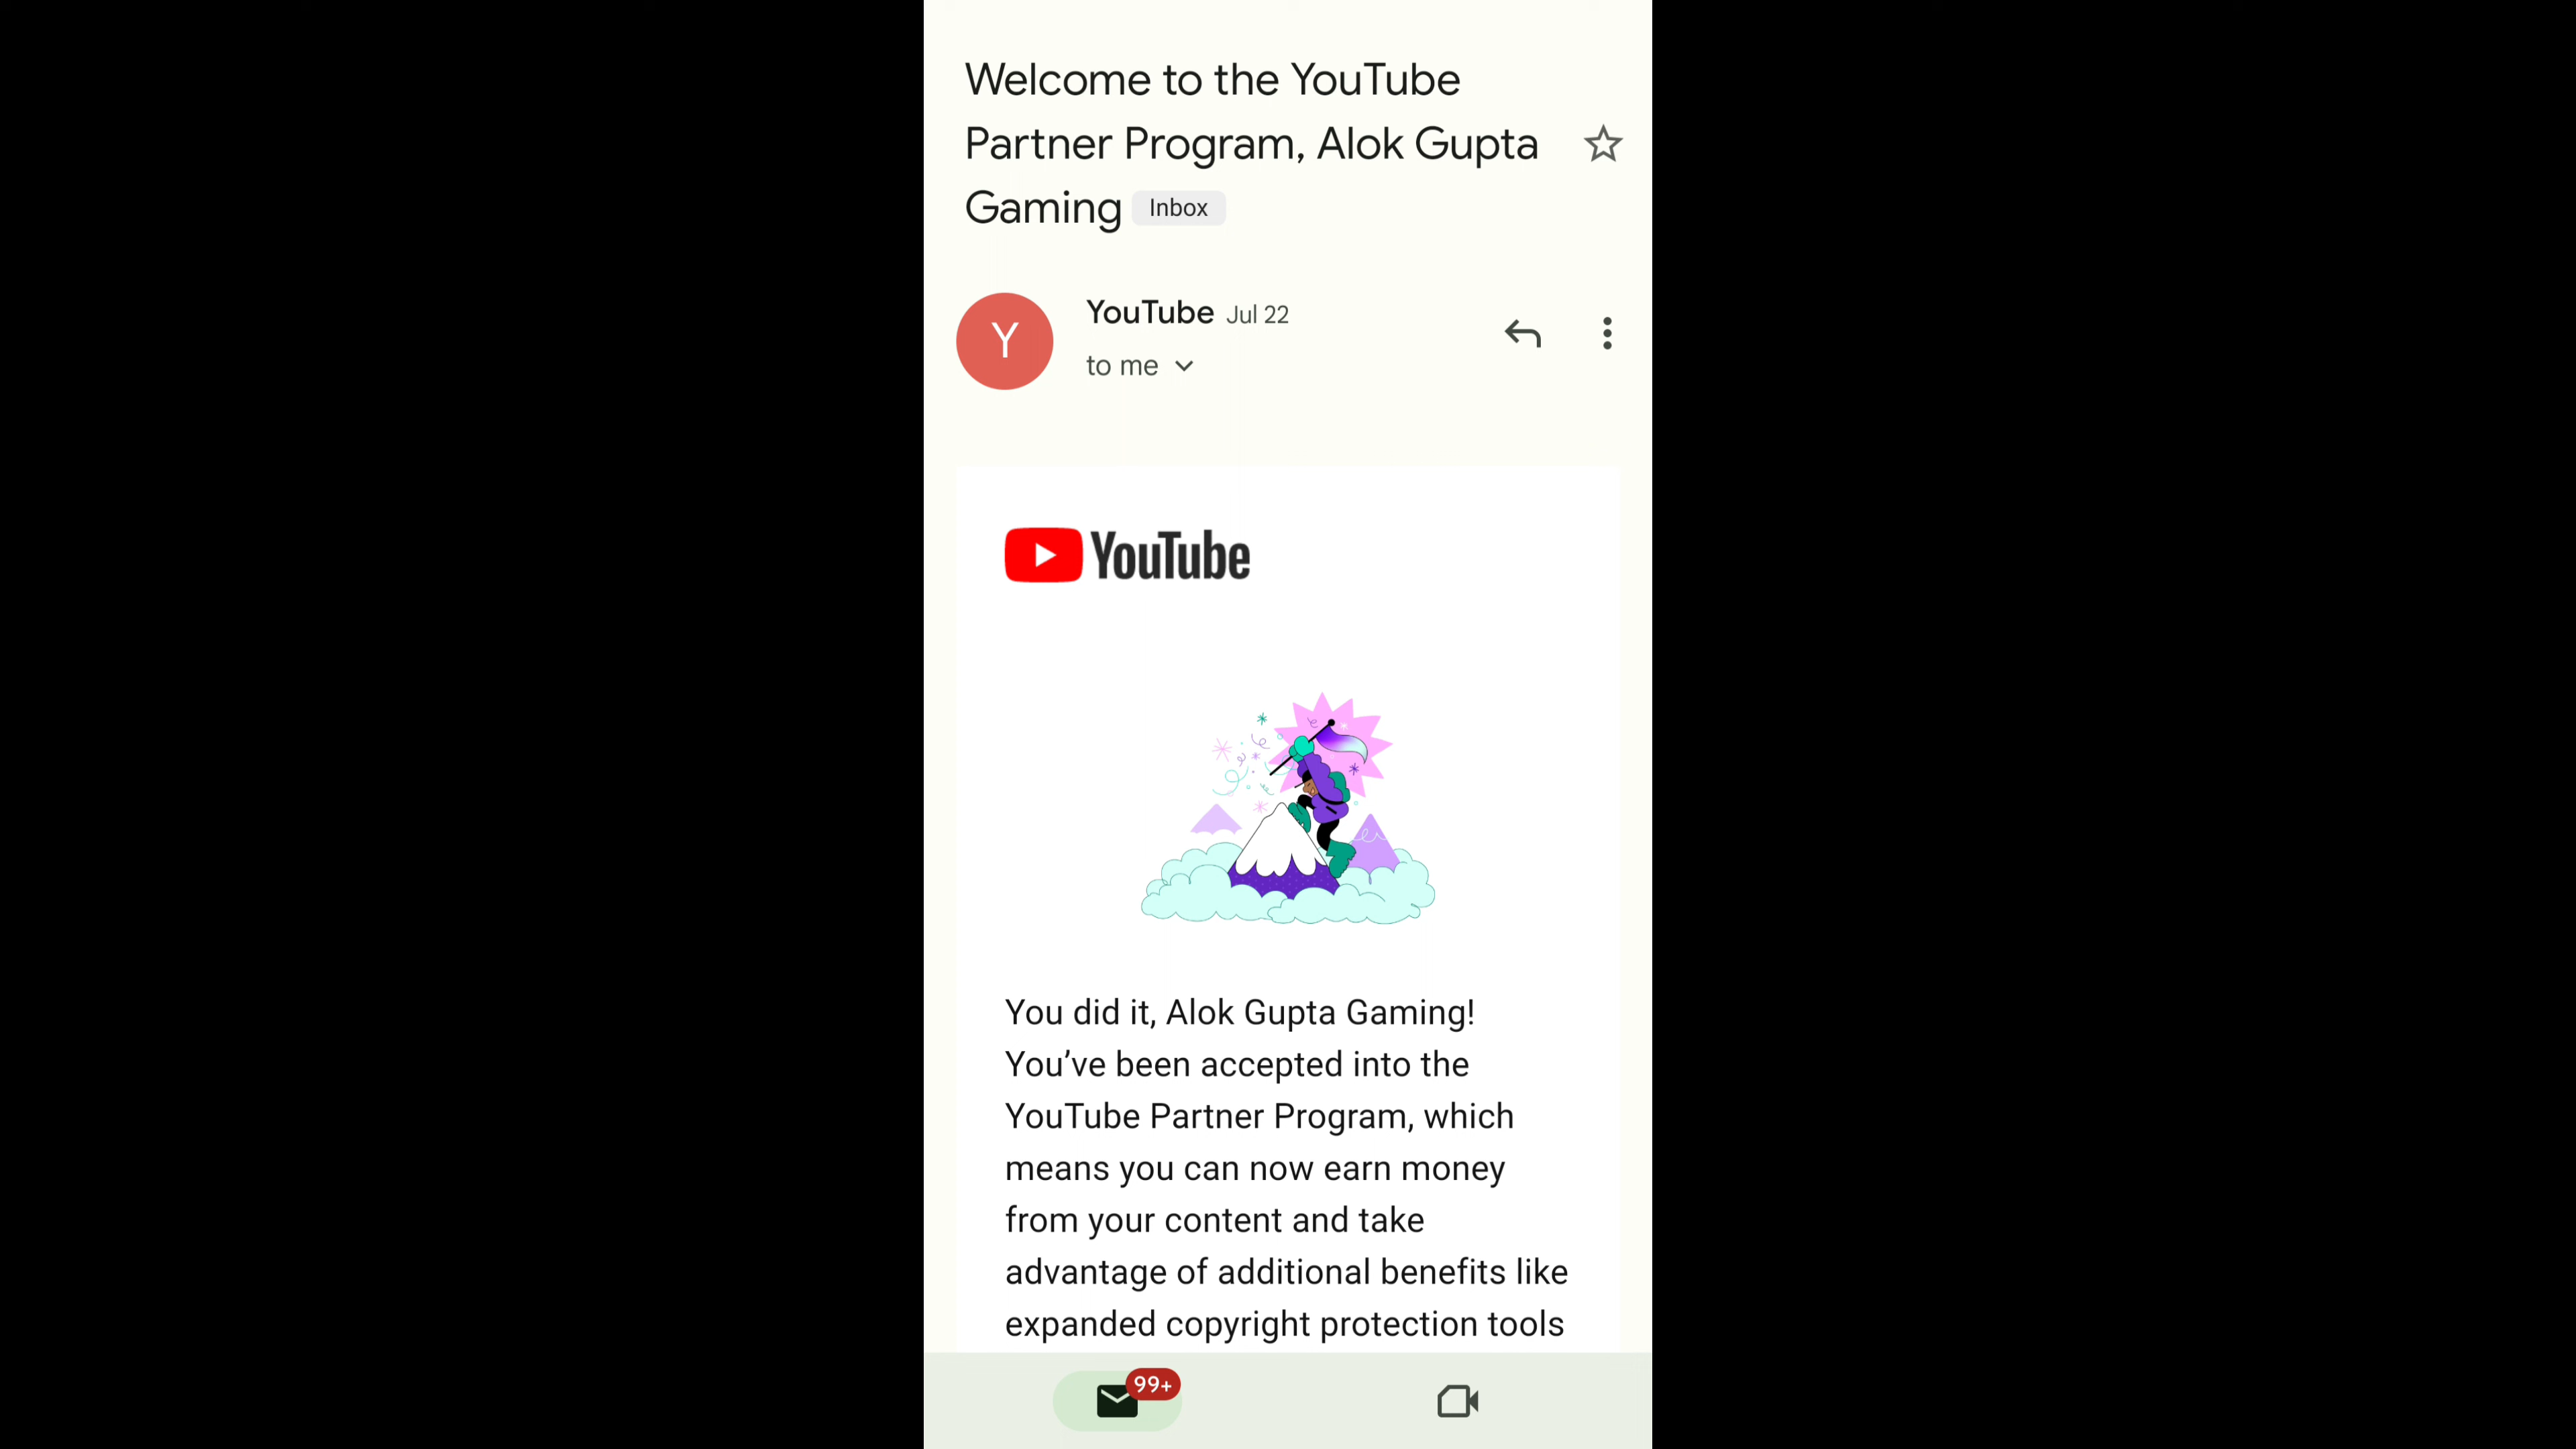 Welcome to the YouTube
Partner Program, Alok Gupta
Gaming Inbox
Y
YouTube Jul 22
to me
YouTube
You did it, Alok Gupta Gaming!
You’ve been accepted into the
YouTube Partner Program, which
means you can now earn money
from your content and take
advantage of additional benefits like
expanded copyright protection tools
99+